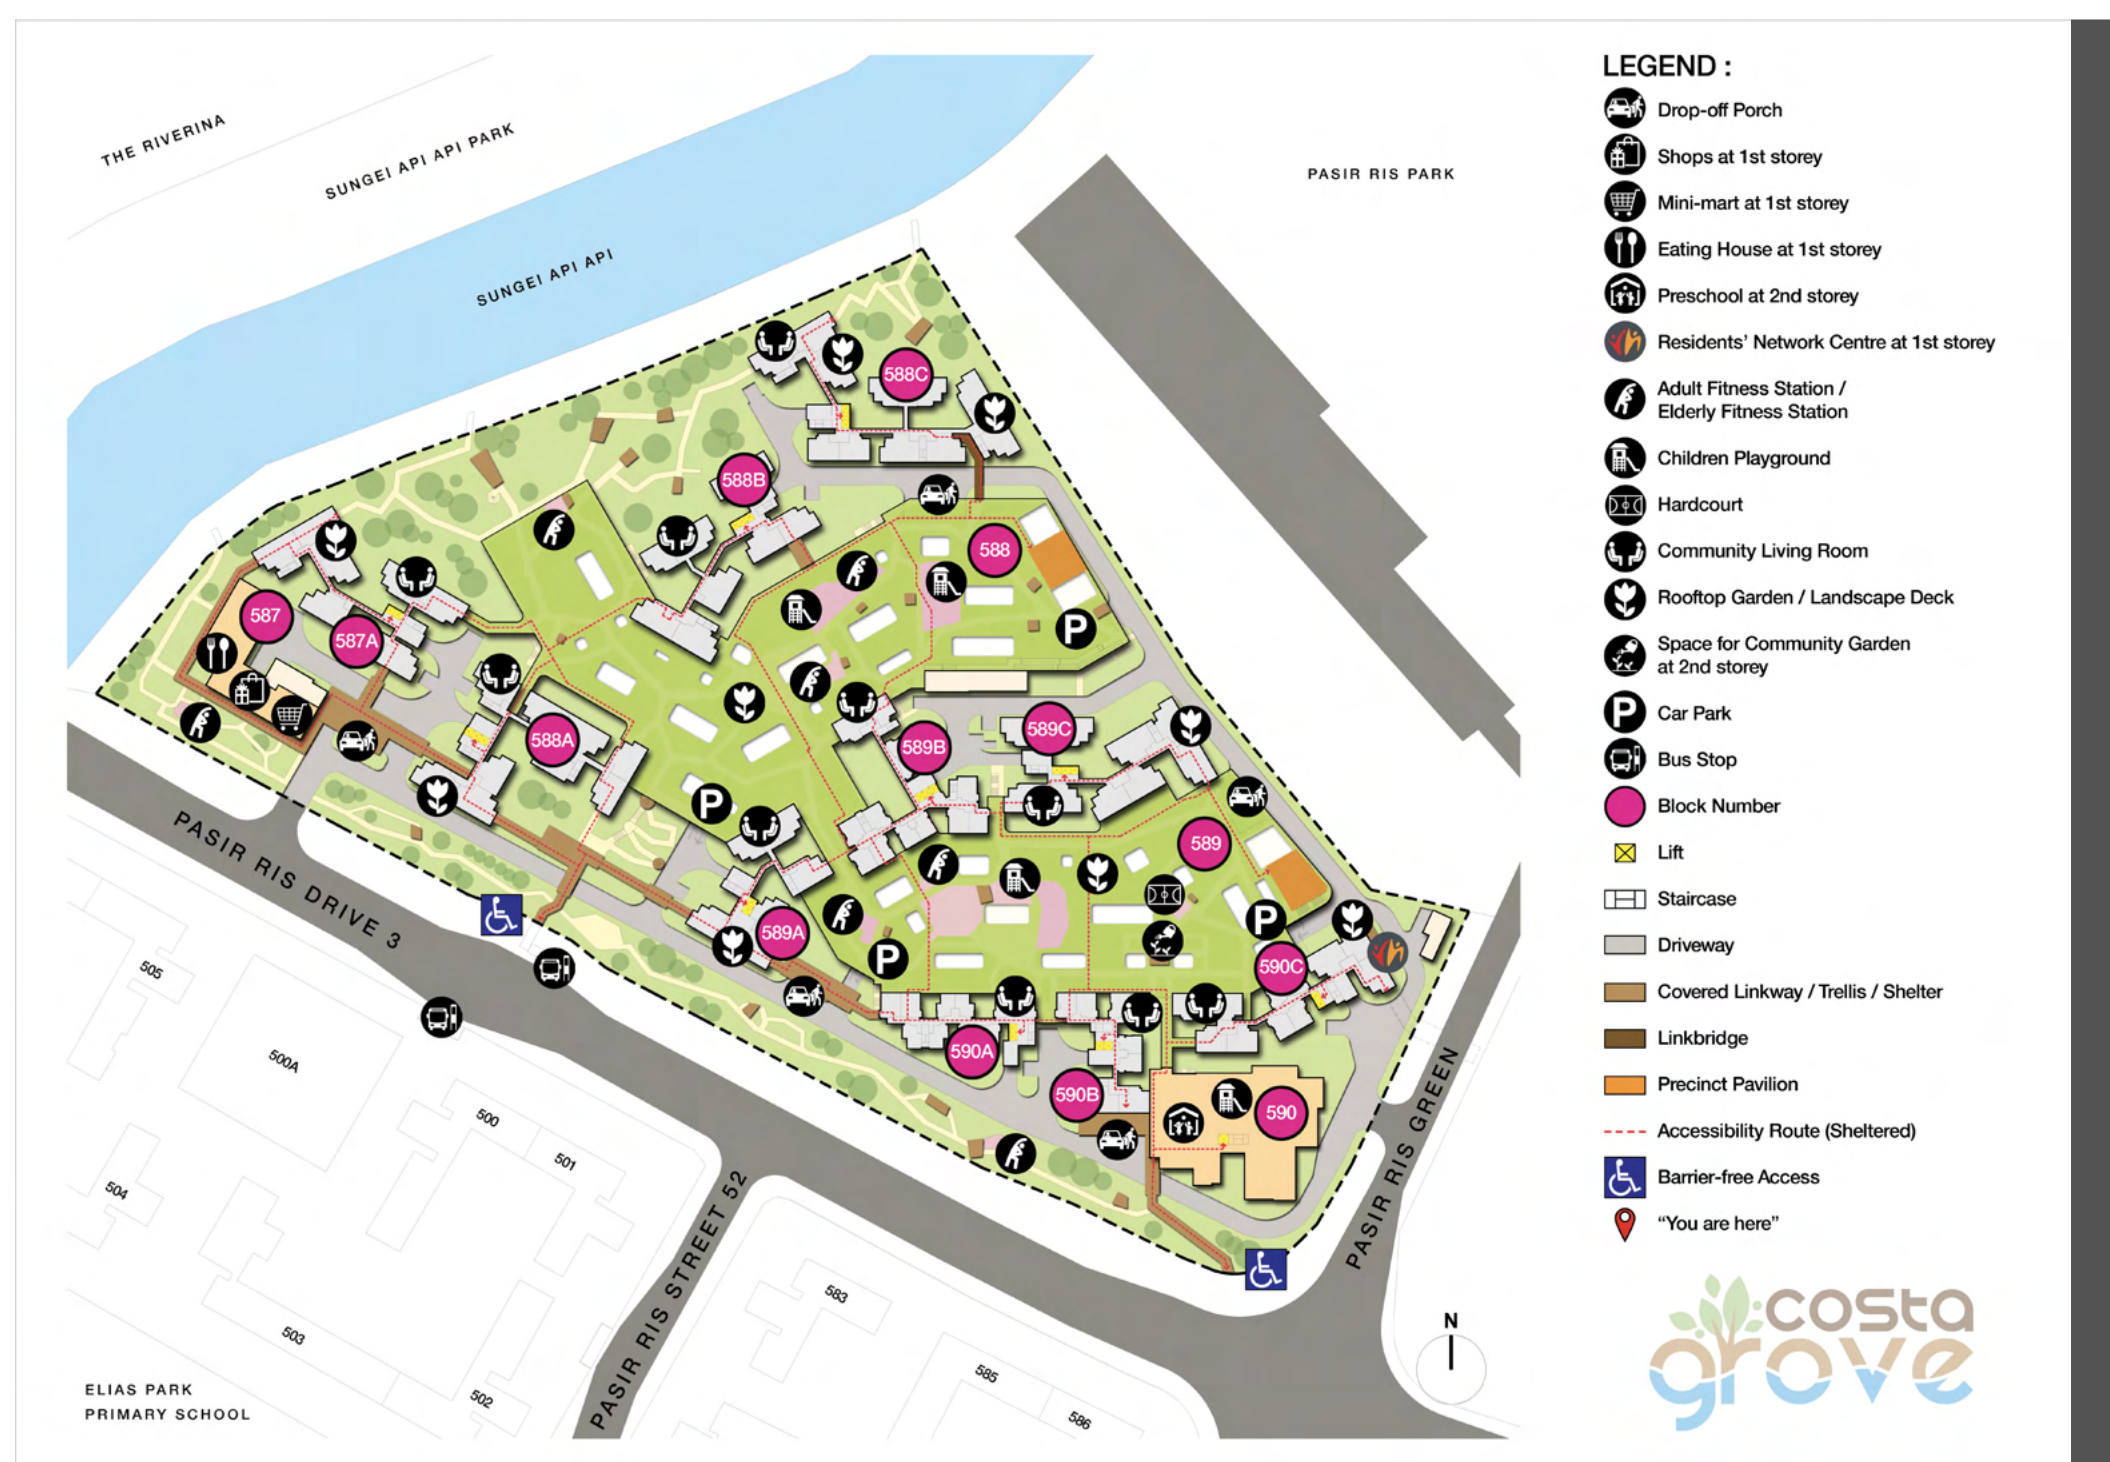 THE RIVERINA
SUNGEI API API PARK
SUNGEI API API
PASIR RIS PARK
588C
588B
588
587
587A
588A
589B
589C
589
589A
590C
590A
590B
590
P
P
P
P
PASIR RIS DRIVE 3
PASIR RIS STREET 52
PASIR RIS GREEN
505
500A
500
501
504
503
502
583
585
586
ELIAS PARK
PRIMARY SCHOOL
N
LEGEND :
Drop-off Porch
Shops at 1st storey
Mini-mart at 1st storey
Eating House at 1st storey
Preschool at 2nd storey
Residents' Network Centre at 1st storey
Adult Fitness Station /
Elderly Fitness Station
Children Playground
Hardcourt
Community Living Room
Rooftop Garden / Landscape Deck
Space for Community Garden
at 2nd storey
P Car Park
Bus Stop
Block Number
Lift
Staircase
Driveway
Covered Linkway / Trellis / Shelter
Linkbridge
Precinct Pavilion
Accessibility Route (Sheltered)
Barrier-free Access
“You are here”
costa
grove